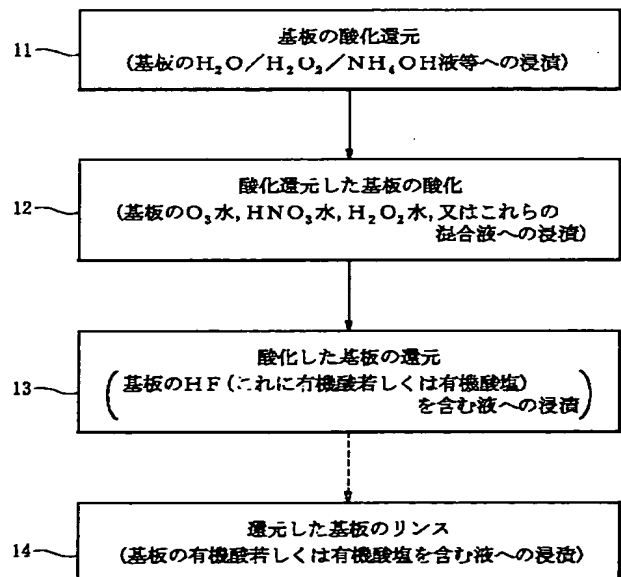 11
基板の酸化還元
(基板のH₂O/H₂O₂/NH₄OH液等への浸漬)
12
酸化還元した基板の酸化
(基板のO₃水,HNO₃水,H₂O₂水,又はこれらの
混合液への浸漬)
13
酸化した基板の還元
(基板のHF(これに有機酸若しくは有機酸塩)
を含む液への浸漬)
14
還元した基板のリンス
(基板の有機酸若しくは有機酸塩を含む液への浸漬)